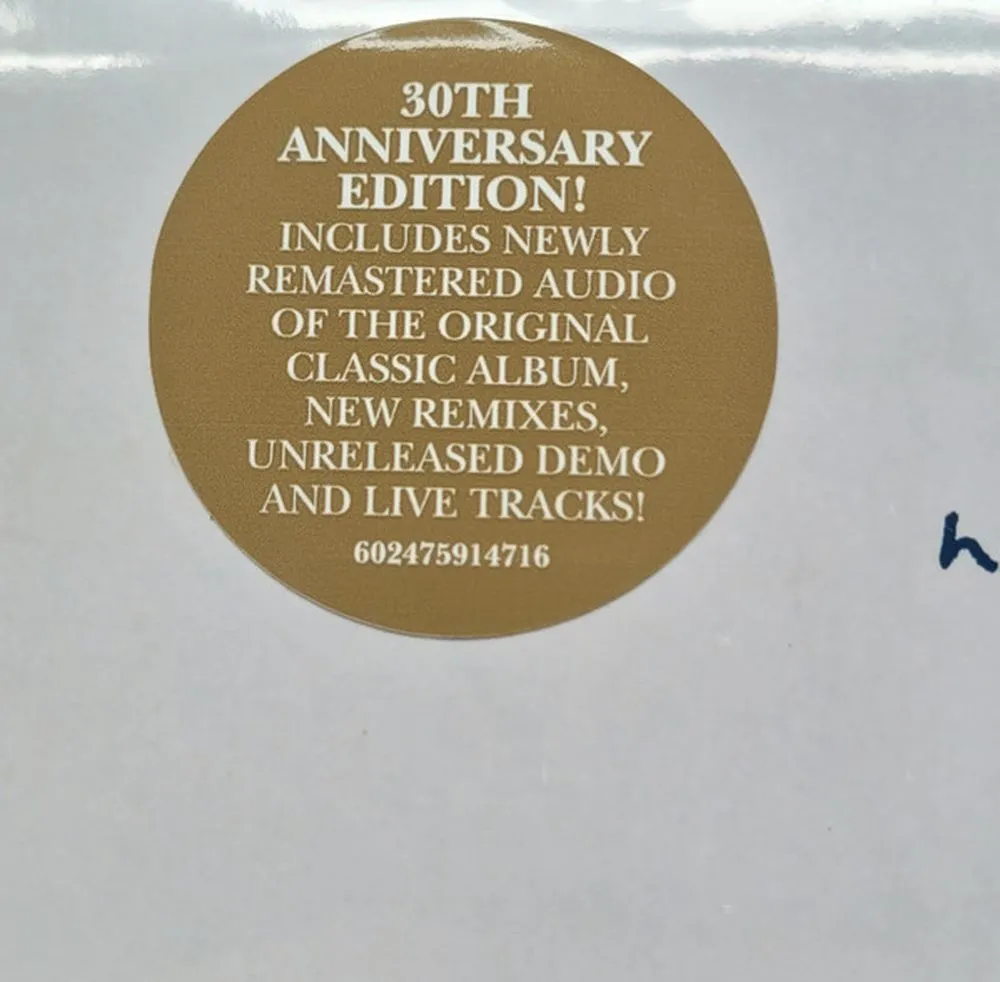 30TH
ANNIVERSARY
EDITION!
INCLUDES NEWLY
REMASTERED AUDIO
OF THE ORIGINAL
CLASSIC ALBUM,
NEW REMIXES,
UNRELEASED DEMO
AND LIVE TRACKS!
602475914716
h